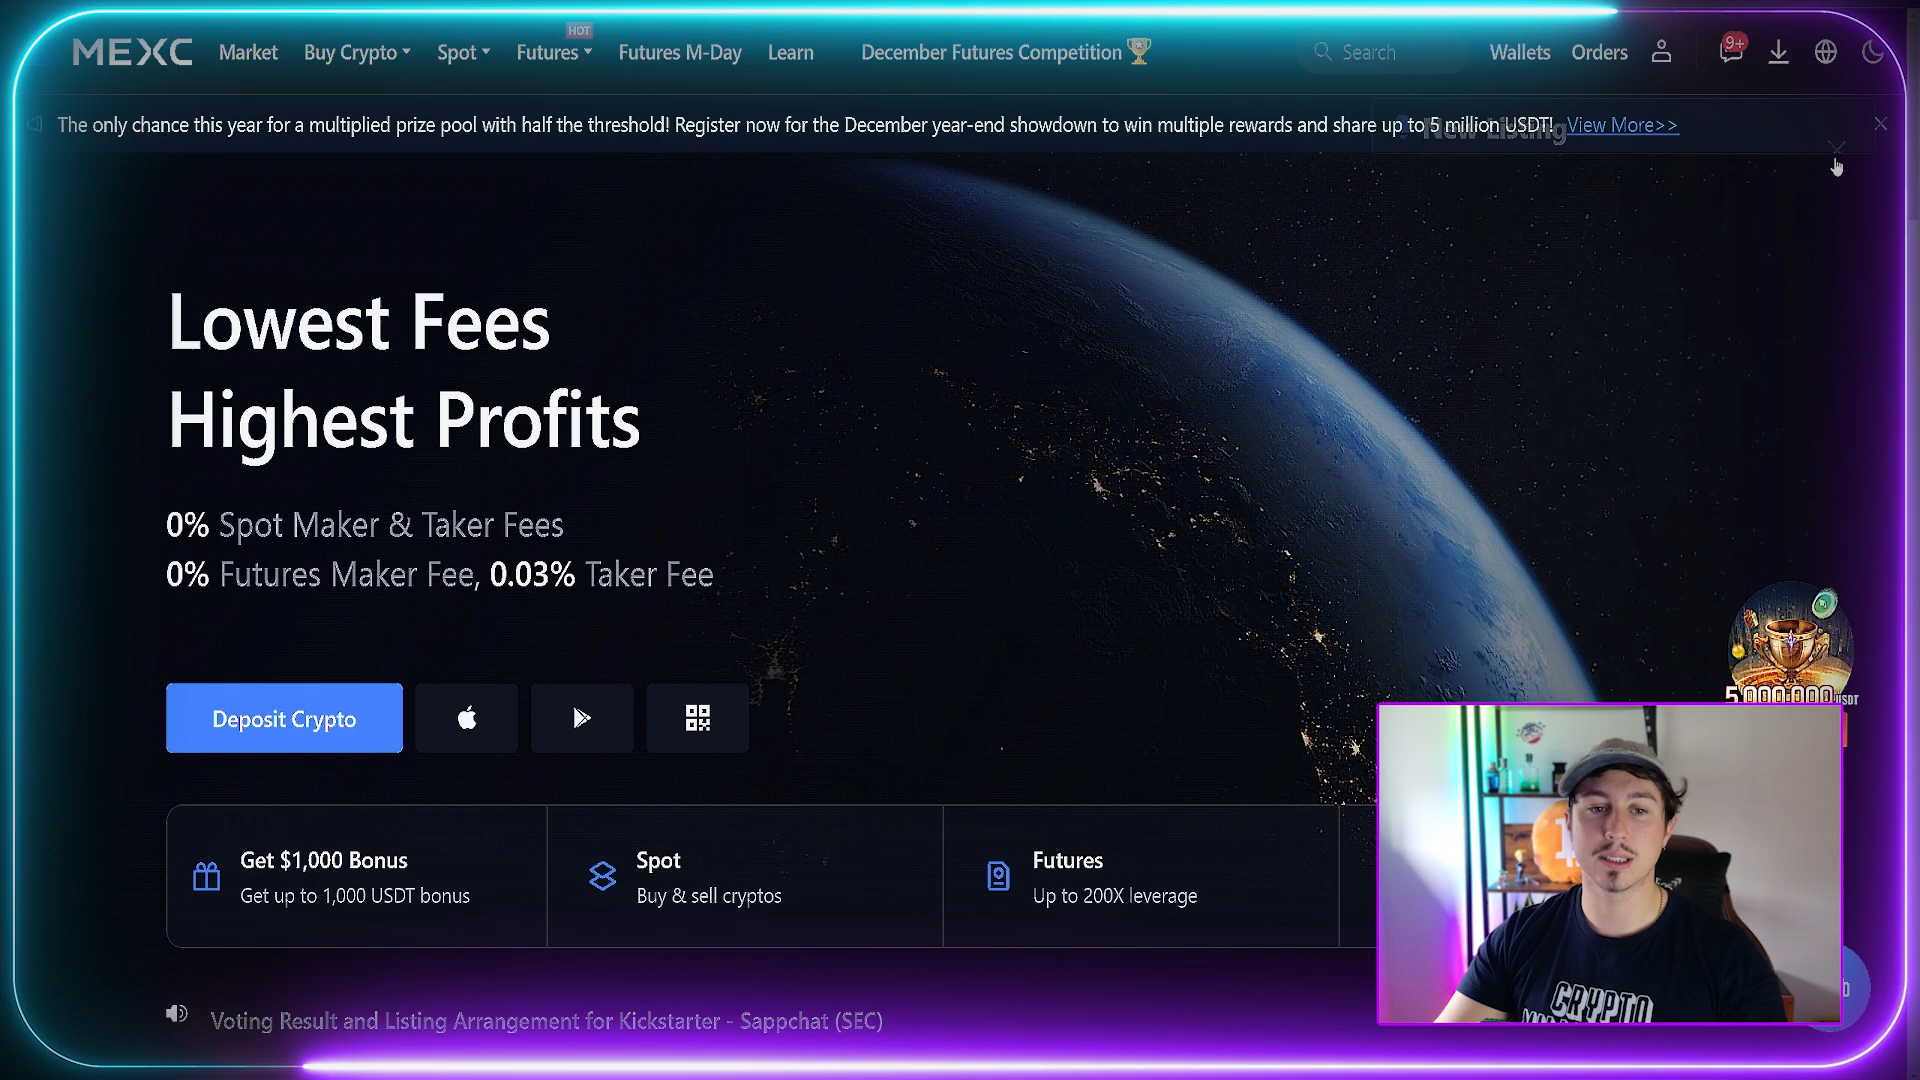 MEXC Market Buy Crypto Spot Futures HOT Futures M-Day Learn December Futures Competition Search Wallets Orders 9+
The only chance this year for a multiplied prize pool with half the threshold! Register now for the December year-end showdown to win multiple rewards and share up to 5 million USDT! View More>>
New Listing
Lowest Fees
Highest Profits
0% Spot Maker & Taker Fees
0% Futures Maker Fee, 0.03% Taker Fee
5,000,000 USDT
Deposit Crypto
Get $1,000 Bonus
Get up to 1,000 USDT bonus
Spot
Buy & sell cryptos
Futures
Up to 200X leverage
CRYPTO
Voting Result and Listing Arrangement for Kickstarter - Sappchat (SEC)